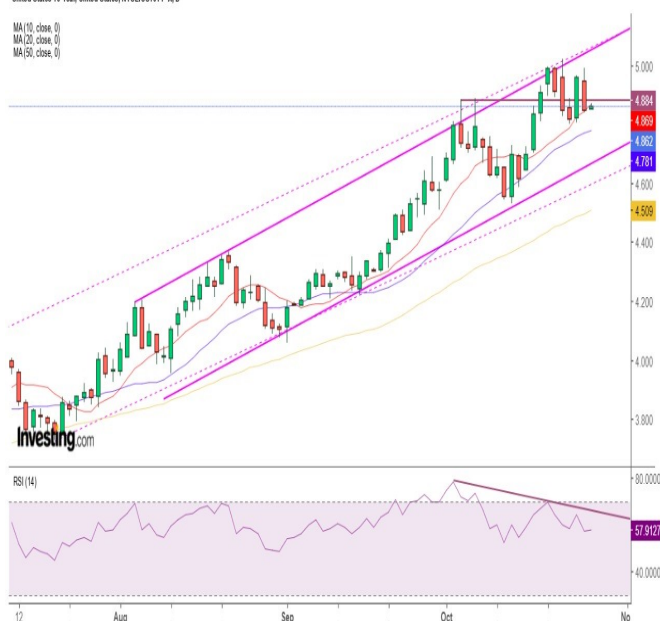 MA (10, close, 0)
MA (20, close, 0)
MA (50, close, 0)
5.000
4.884
4.869
4.862
4.781
4.600
4.509
4.400
4.200
4.000
3.800
Investing.com
RSI (14)
80.0000
57.9127
40.0000
12 Aug Sep Oct No